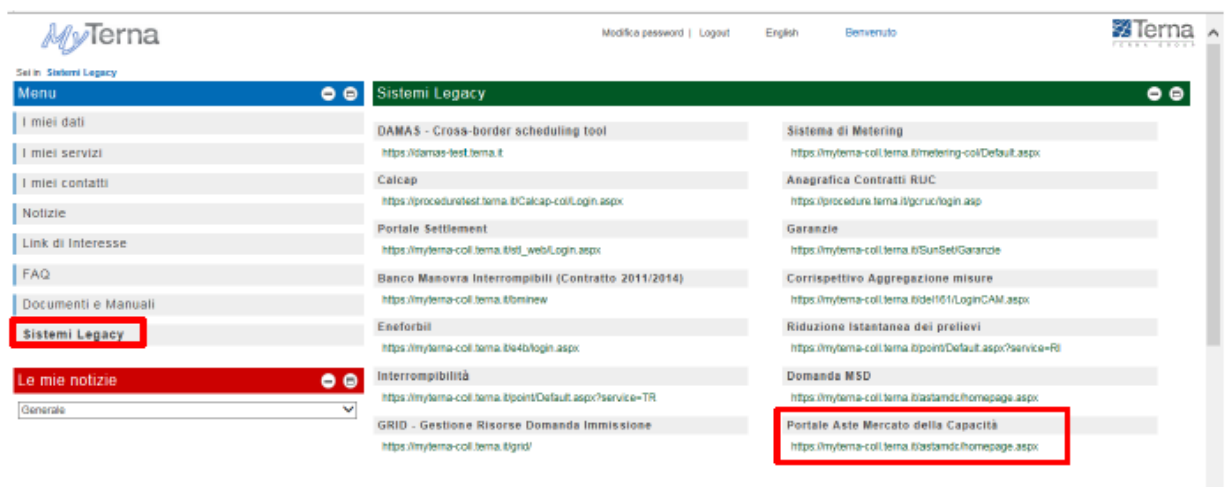 MyTerna
Modifica password | Logout English Benvenuto
Terna
TERNA GROUP
Sei in Sistemi Legacy
Menu
I miei dati
I miei servizi
I miei contatti
Notizie
Link di Interesse
FAQ
Documenti e Manuali
Sistemi Legacy
Le mie notizie
Generale
Sistemi Legacy
DAMAS - Cross-border scheduling tool
https://damas-test.terna.it
Calcap
https://proceduretest.terna.it/Calcap-col/Login.aspx
Portale Settlement
https://myterna-coll.terna.it/stl_web/Login.aspx
Banco Manovra Interrompibili (Contratto 2011/2014)
https://myterna-coll.terna.it/bminew
Eneforbil
https://myterna-coll.terna.it/e4b/login.aspx
Interrompibilità
https://myterna-coll.terna.it/point/Default.aspx?service=TR
GRID - Gestione Risorse Domanda Immissione
https://myterna-coll.terna.it/grid/
Sistema di Metering
https://myterna-coll.terna.it/metering-col/Default.aspx
Anagrafica Contratti RUC
https://procedure.terna.it/gcruc/login.asp
Garanzie
https://myterna-coll.terna.it/SunSet/Garanzie
Corrispettivo Aggregazione misure
https://myterna-coll.terna.it/del161/LoginCAM.aspx
Riduzione Istantanea dei prelievi
https://myterna-coll.terna.it/point/Default.aspx?service=RI
Domanda MSD
https://myterna-coll.terna.it/astamdc/homepage.aspx
Portale Aste Mercato della Capacità
https://myterna-coll.terna.it/astamdc/homepage.aspx